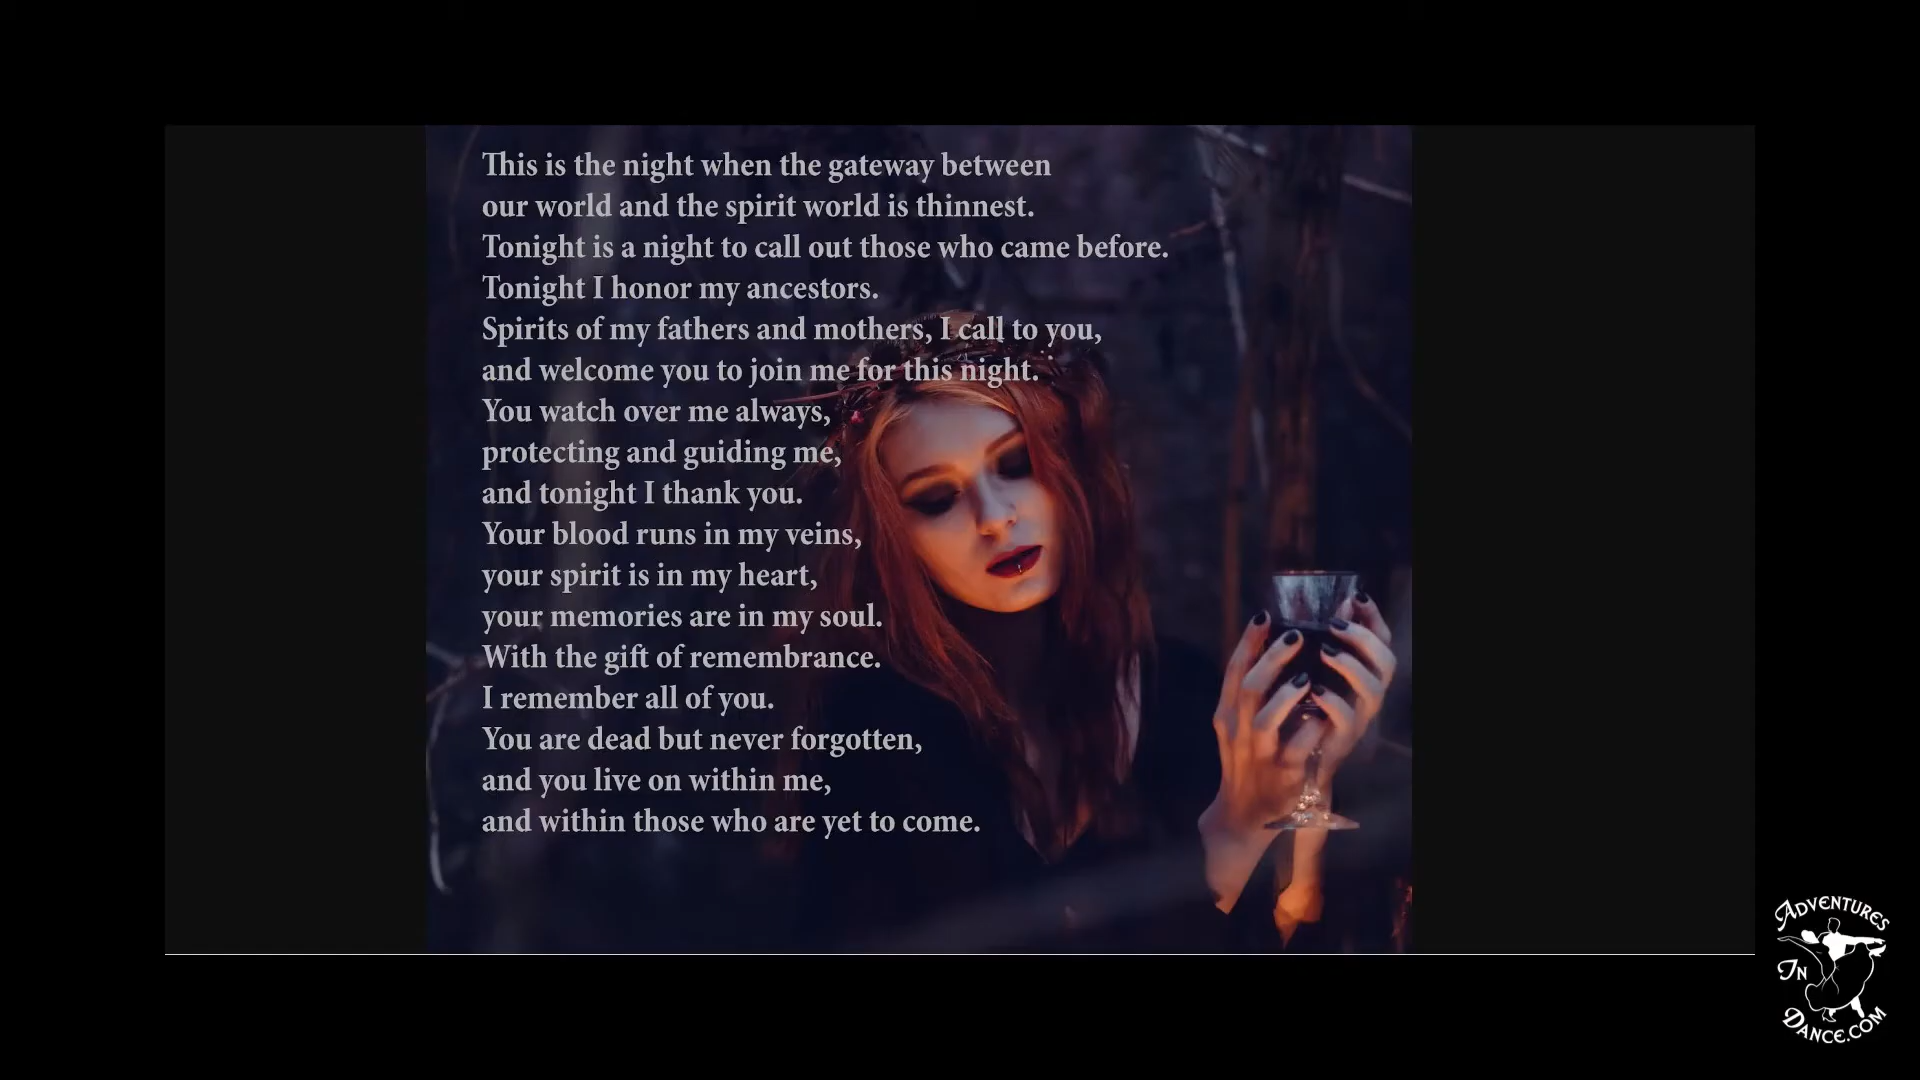 This is the night when the gateway between
our world and the spirit world is thinnest.
Tonight is a night to call out those who came before.
Tonight I honor my ancestors.
Spirits of my fathers and mothers, I call to you,
and welcome you to join me for this night.
You watch over me always,
protecting and guiding me,
and tonight I thank you.
Your blood runs in my veins,
your spirit is in my heart,
your memories are in my soul.
With the gift of remembrance.
I remember all of you.
You are dead but never forgotten,
and you live on within me,
and within those who are yet to come.
ADVENTURES
IN
DANCE.COM